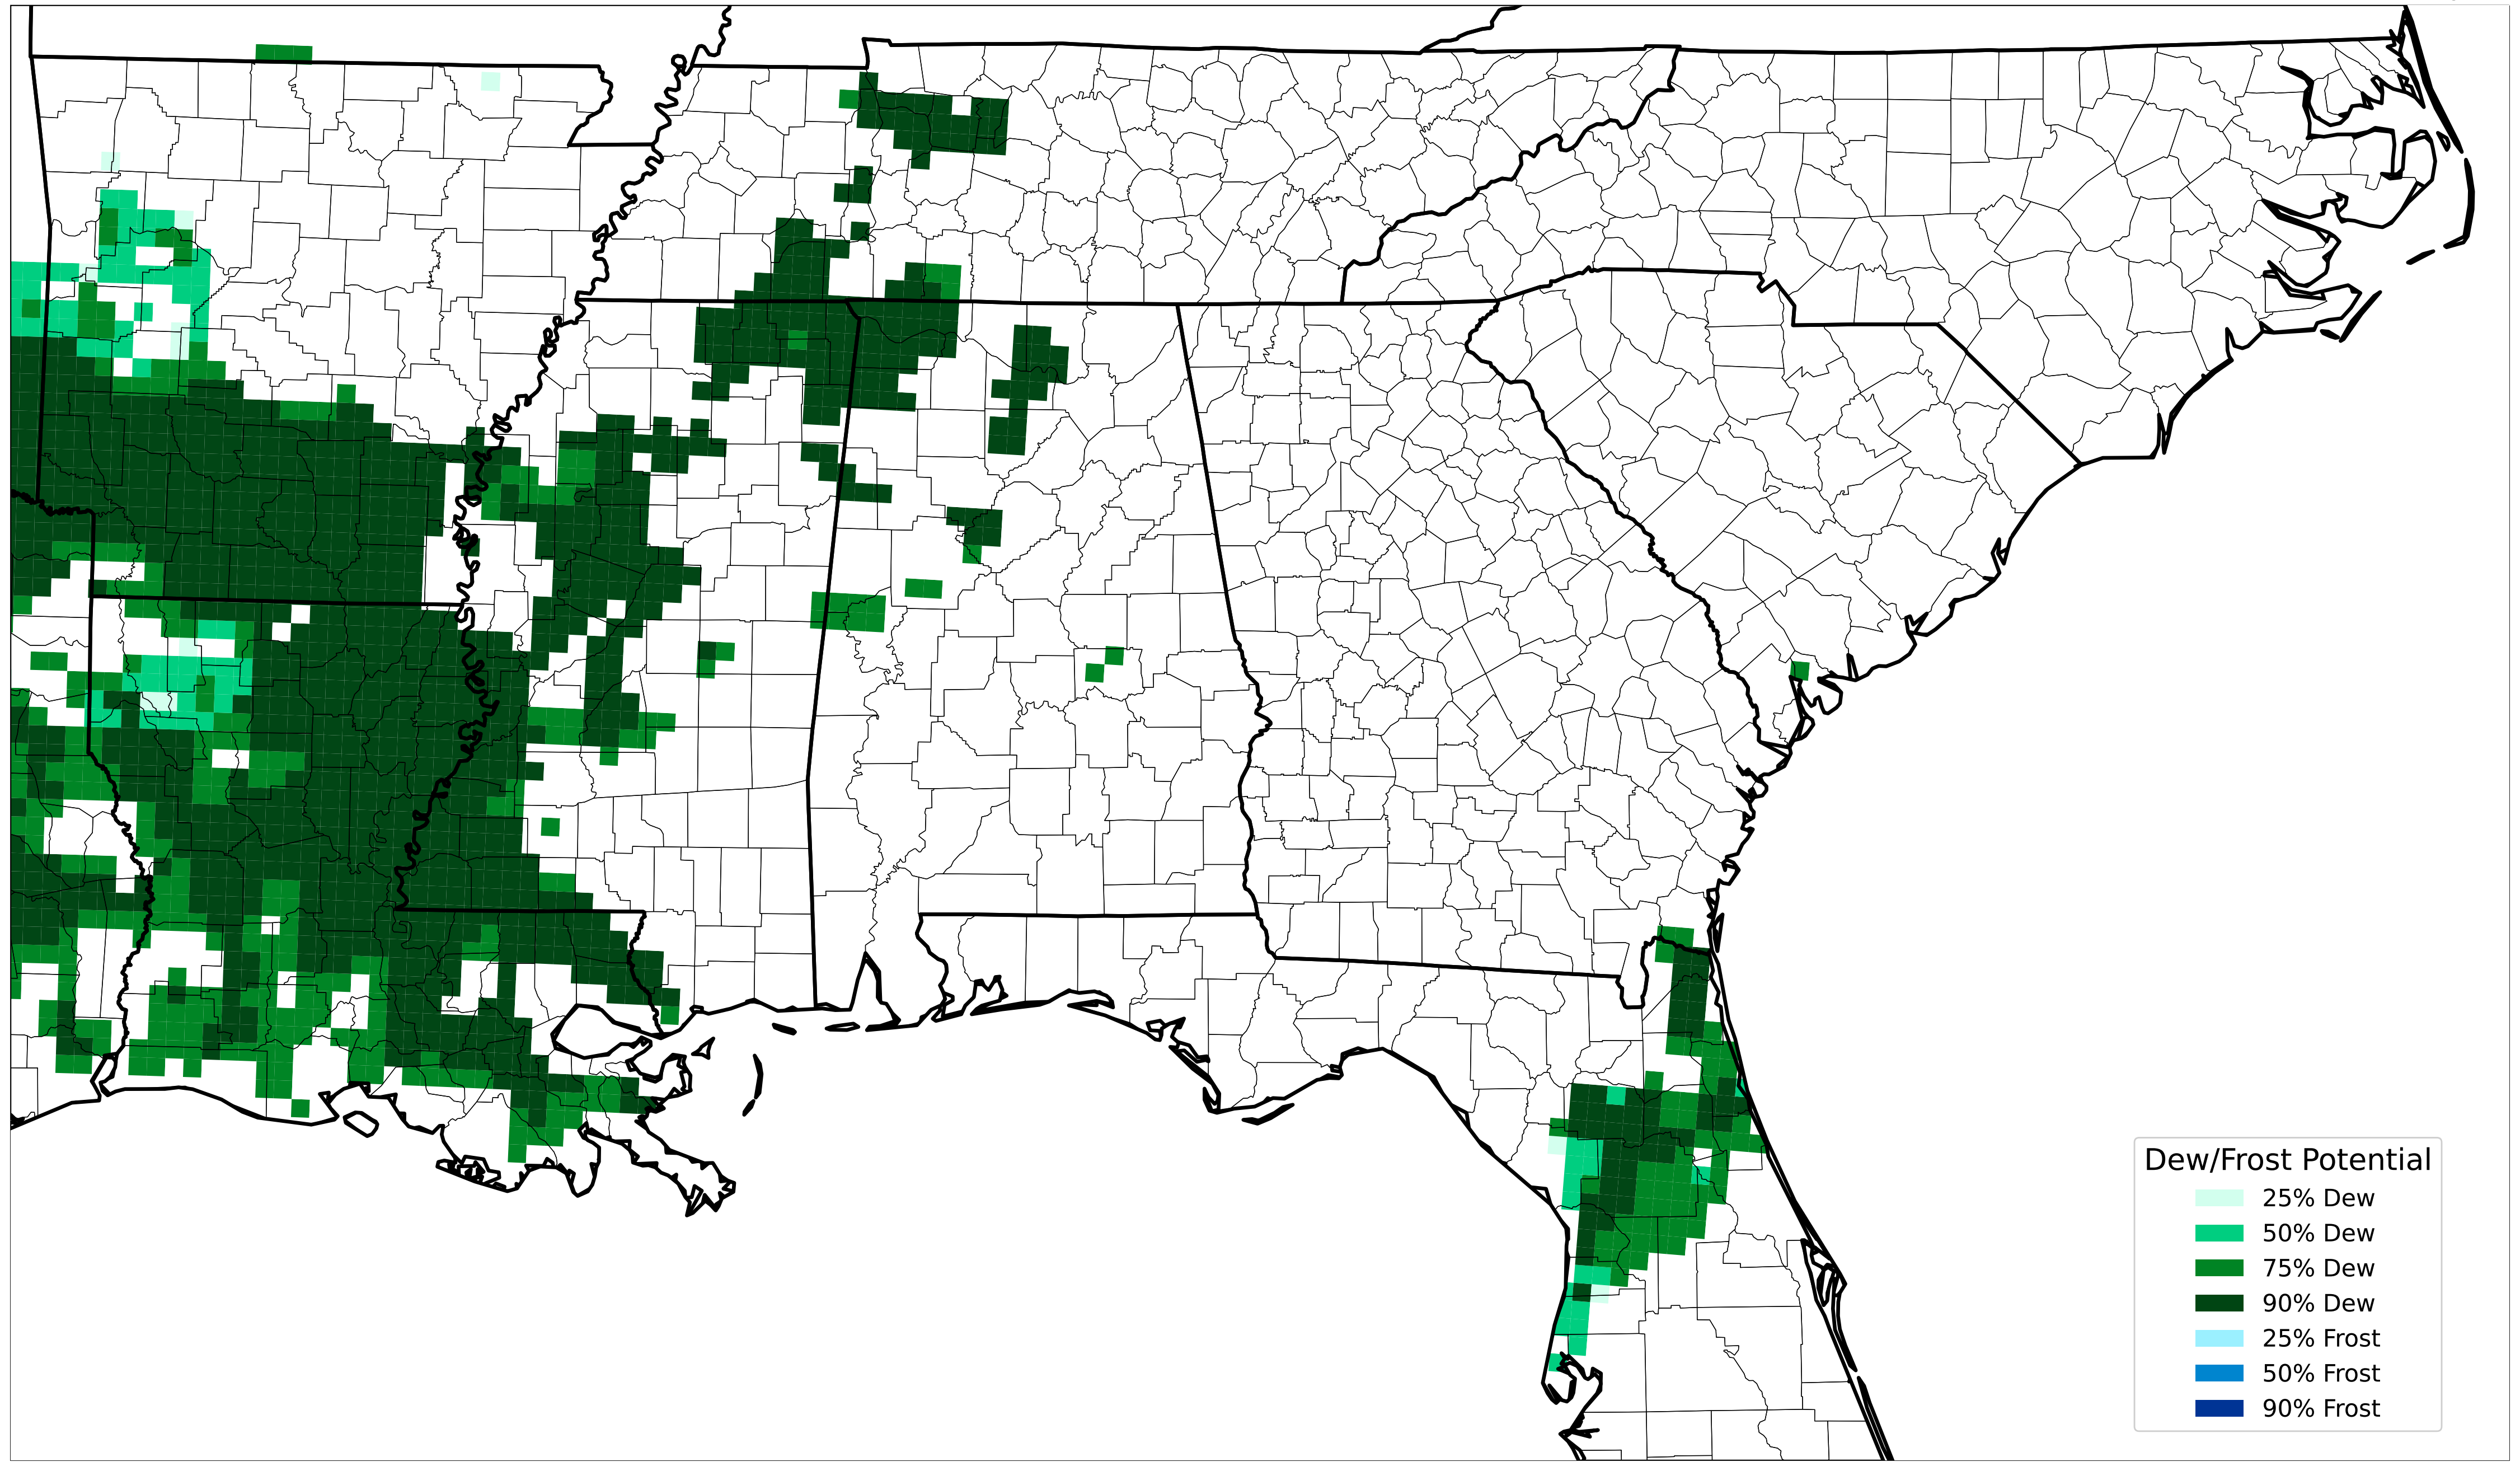 Dew/Frost Potential
25% Dew
50% Dew
75% Dew
90% Dew
25% Frost
50% Frost
90% Frost